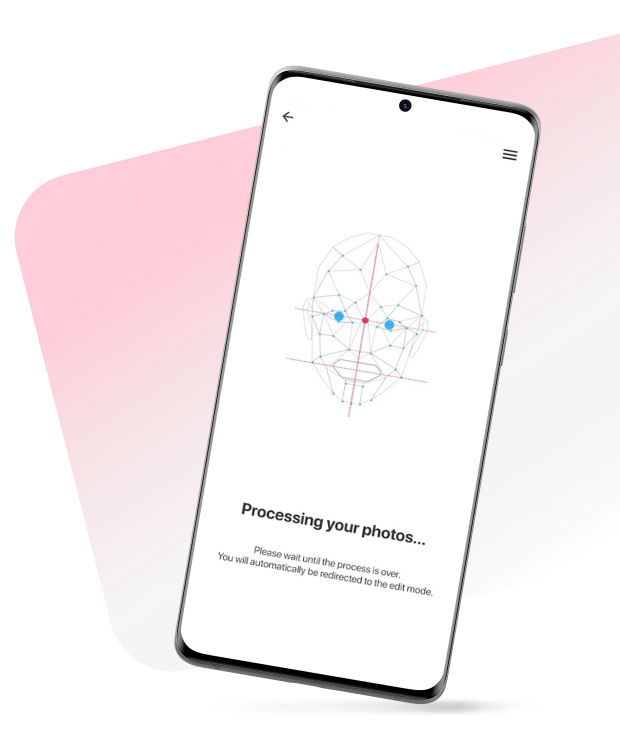 Processing your photos...
Please wait until the process is over.
You will automatically be redirected to the edit mode.